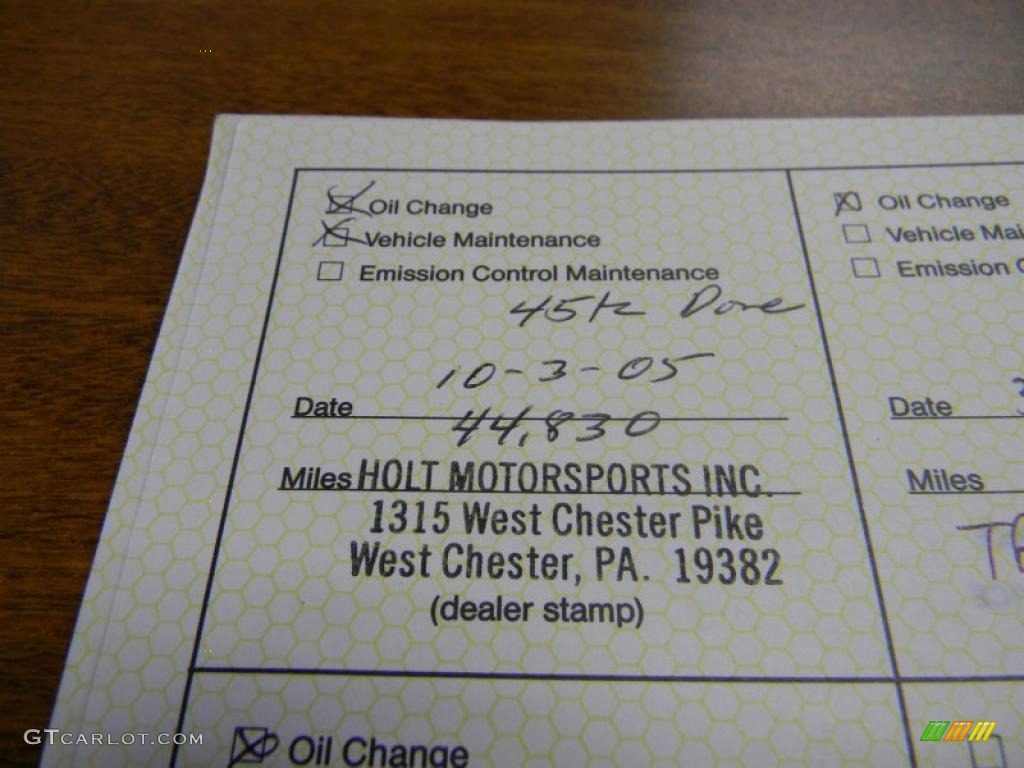 Oil Change
Vehicle Maintenance
Emission Control Maintenance
45k Done
10-3-05
Date
44,830
Miles HOLT MOTORSPORTS INC.
1315 West Chester Pike
West Chester, PA. 19382
(dealer stamp)
Oil Change
Vehicle Mai
Emission C
Date
Miles
Oil Change
GTCARLOT.COM